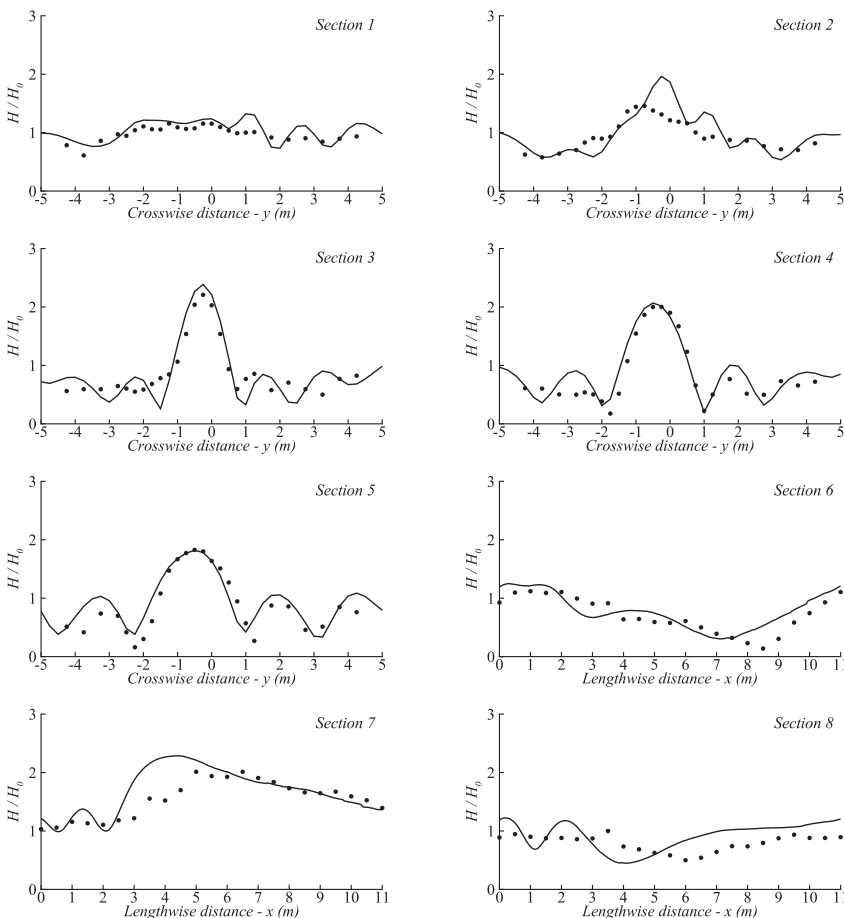 3
Section 1
2
H / H0
1
0
-5 -4 -3 -2 -1 0 1 2 3 4 5
Crosswise distance - y (m)
3
Section 2
2
H / H0
1
0
-5 -4 -3 -2 -1 0 1 2 3 4 5
Crosswise distance - y (m)
3
Section 3
2
H / H0
1
0
-5 -4 -3 -2 -1 0 1 2 3 4 5
Crosswise distance - y (m)
3
Section 4
2
H / H0
1
0
-5 -4 -3 -2 -1 0 1 2 3 4 5
Crosswise distance - y (m)
3
Section 5
2
H / H0
1
0
-5 -4 -3 -2 -1 0 1 2 3 4 5
Crosswise distance - y (m)
3
Section 6
2
H / H0
1
0
0 1 2 3 4 5 6 7 8 9 10 11
Lengthwise distance - x (m)
3
Section 7
2
H / H0
1
0
0 1 2 3 4 5 6 7 8 9 10 11
Lengthwise distance - x (m)
3
Section 8
2
H / H0
1
0
0 1 2 3 4 5 6 7 8 9 10 11
Lengthwise distance - x (m)